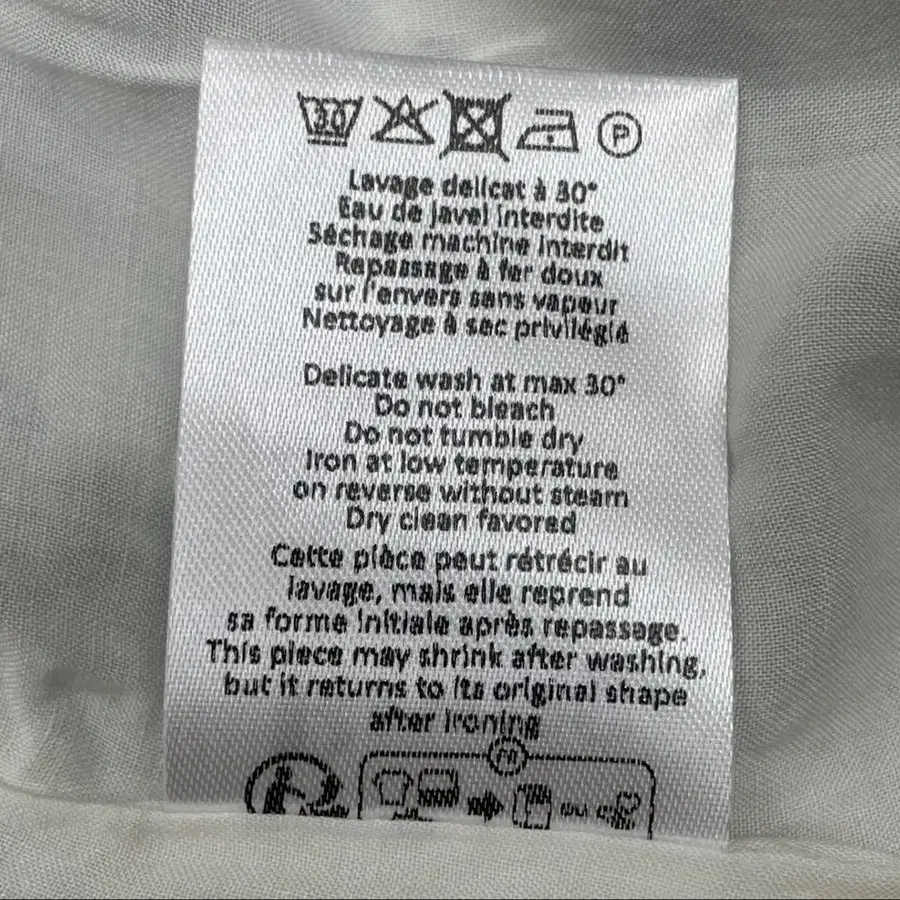 30 P
Lavage delicat à 30°
Eau de javel interdite
Séchage machine interdit
Repassage à fer doux
sur l'envers sans vapeur
Nettoyage à sec privilégié
Delicate wash at max 30°
Do not bleach
Do not tumble dry
Iron at low temperature
on reverse without steam
Dry clean favored
Cette pièce peut rétrécir au
lavage, mais elle reprend
sa forme initiale après repassage.
This piece may shrink after washing,
but it returns to its original shape
after ironing
FR
ou